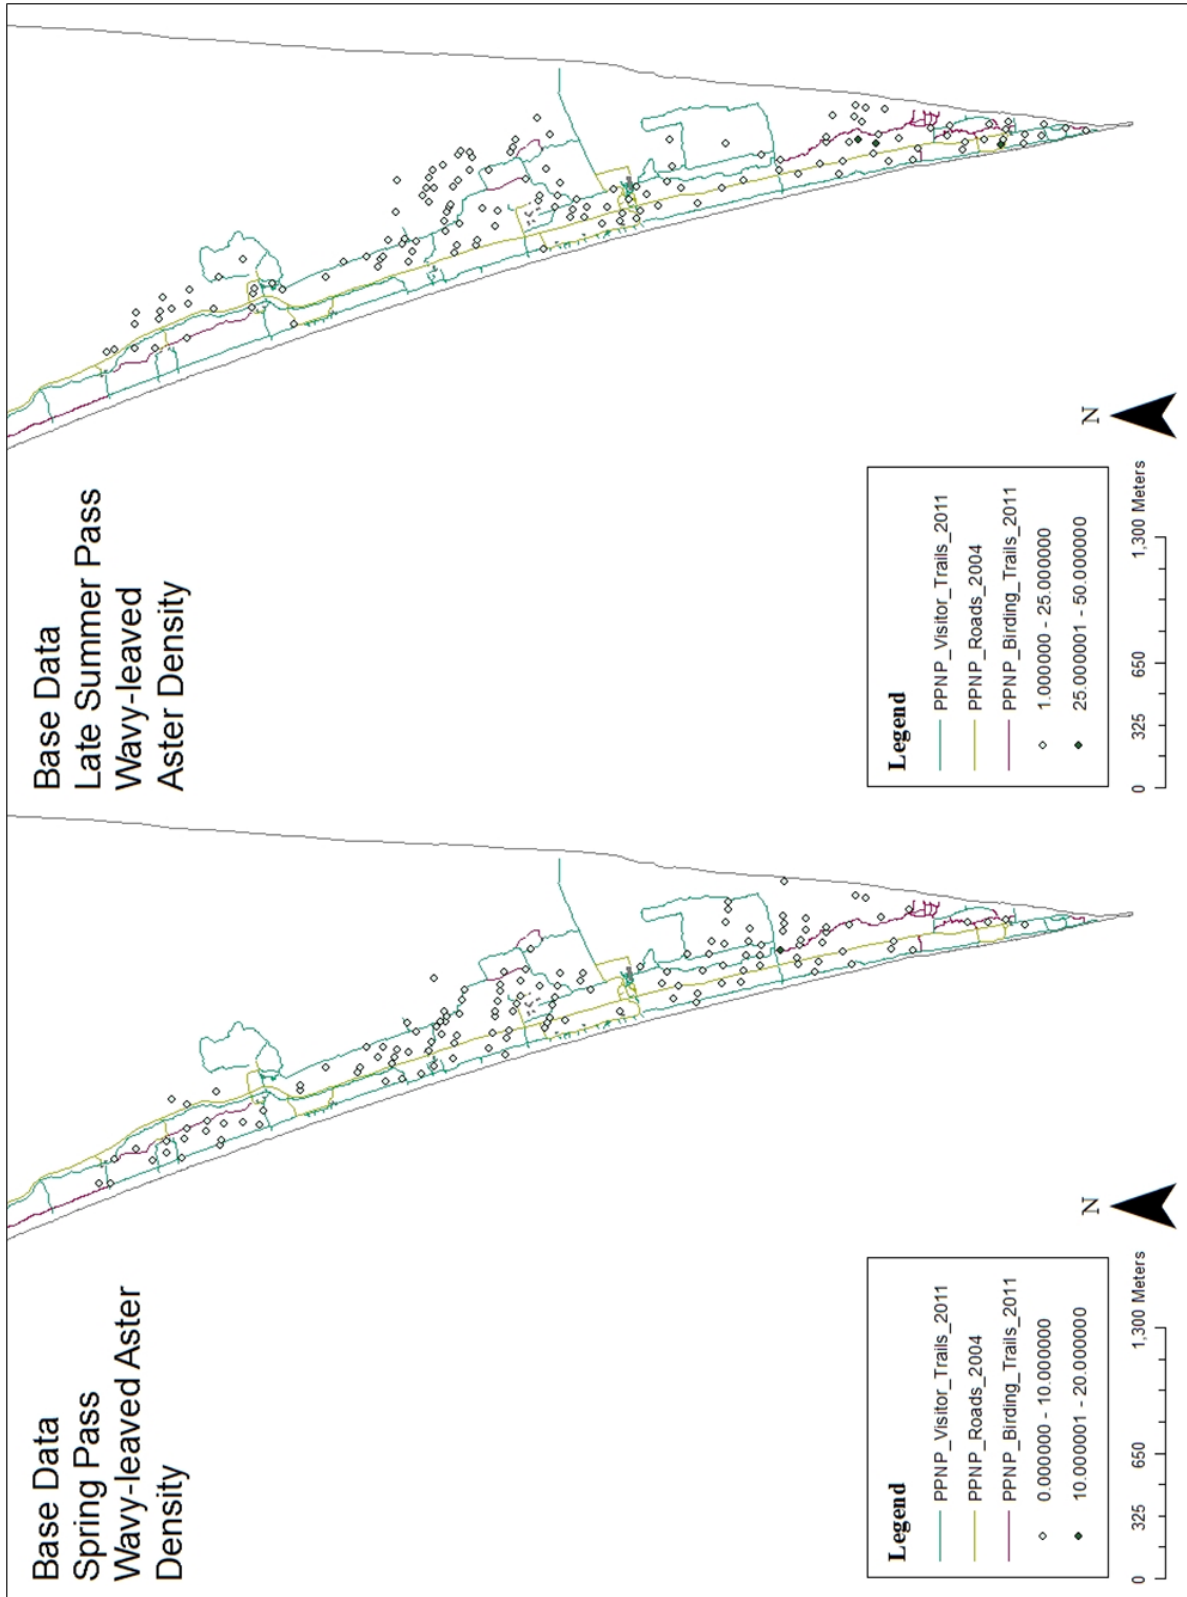 Base Data
Spring Pass
Wavy-leaved Aster
Density
Legend
PPNP_Visitor_Trails_2011
PPNP_Roads_2004
PPNP_Birding_Trails_2011
0.000000 - 10.000000
10.000001 - 20.000000
N
0 325 650 1,300 Meters
Base Data
Late Summer Pass
Wavy-leaved
Aster Density
Legend
PPNP_Visitor_Trails_2011
PPNP_Roads_2004
PPNP_Birding_Trails_2011
1.000000 - 25.000000
25.000001 - 50.000000
N
0 325 650 1,300 Meters